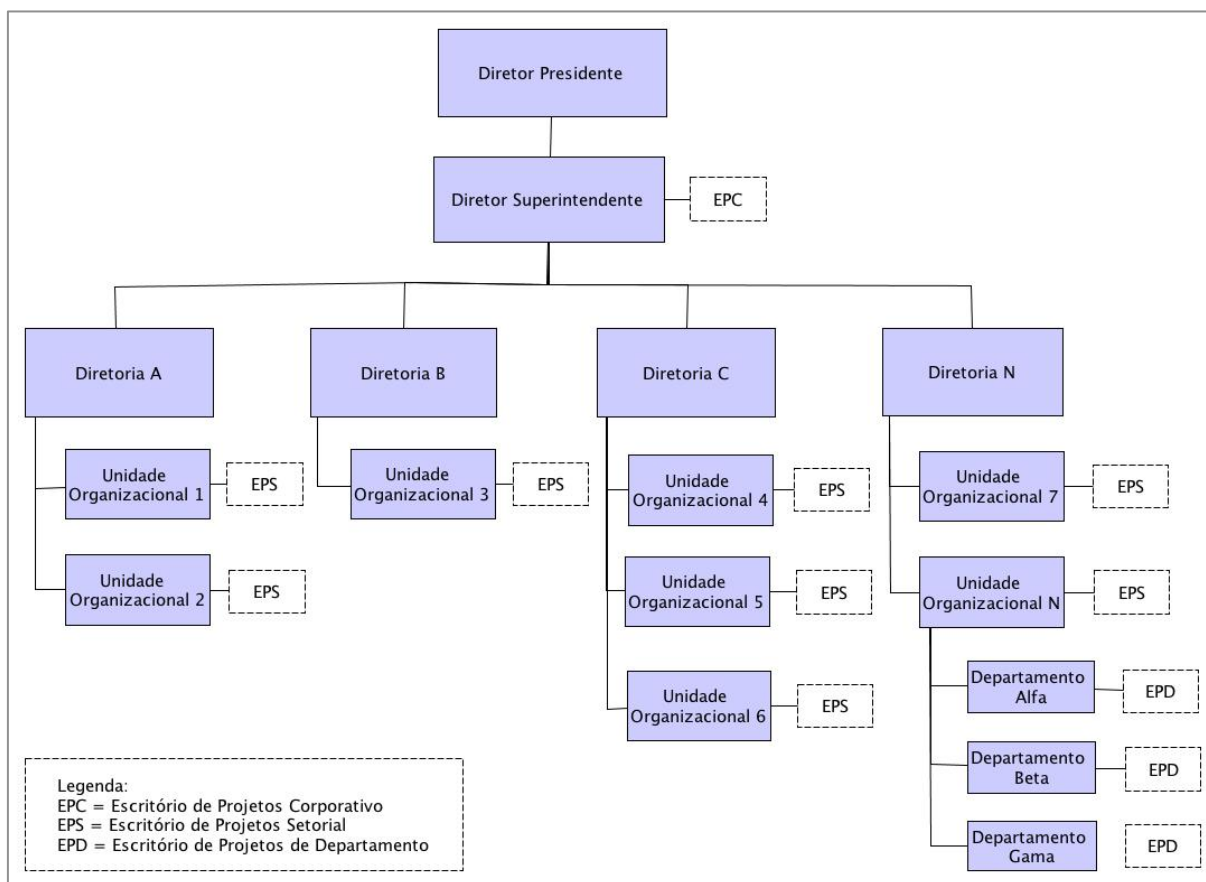 Diretor Presidente
Diretor Superintendente
EPC
Diretoria A
Diretoria B
Diretoria C
Diretoria N
Unidade
Organizacional 1
EPS
Unidade
Organizacional 2
EPS
Unidade
Organizacional 3
EPS
Unidade
Organizacional 4
EPS
Unidade
Organizacional 5
EPS
Unidade
Organizacional 6
EPS
Unidade
Organizacional 7
EPS
Unidade
Organizacional N
EPS
Departamento
Alfa
EPD
Departamento
Beta
EPD
Departamento
Gama
EPD
Legenda:
EPC = Escritório de Projetos Corporativo
EPS = Escritório de Projetos Setorial
EPD = Escritório de Projetos de Departamento